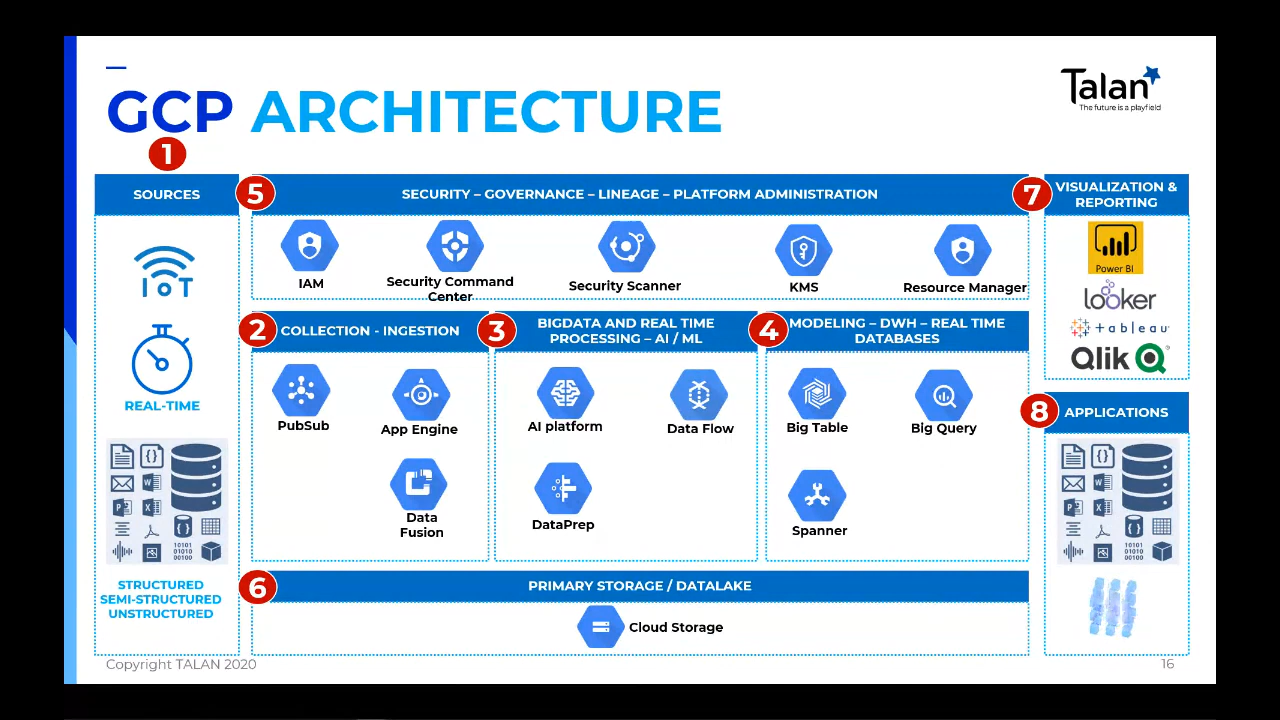 GCP ARCHITECTURE
Talan
The future is a playfield
1
SOURCES
IoT
REAL-TIME
STRUCTURED
SEMI-STRUCTURED
UNSTRUCTURED
5
SECURITY – GOVERNANCE – LINEAGE – PLATFORM ADMINISTRATION
IAM
Security Command
Center
Security Scanner
KMS
Resource Manager
2
COLLECTION - INGESTION
PubSub
App Engine
Data
Fusion
3
BIGDATA AND REAL TIME
PROCESSING – AI / ML
AI platform
Data Flow
DataPrep
4
MODELING – DWH – REAL TIME
DATABASES
Big Table
Big Query
Spanner
6
PRIMARY STORAGE / DATALAKE
Cloud Storage
7
VISUALIZATION &
REPORTING
Power BI
looker
+ableau
Qlik
8
APPLICATIONS
Copyright TALAN 2020
16